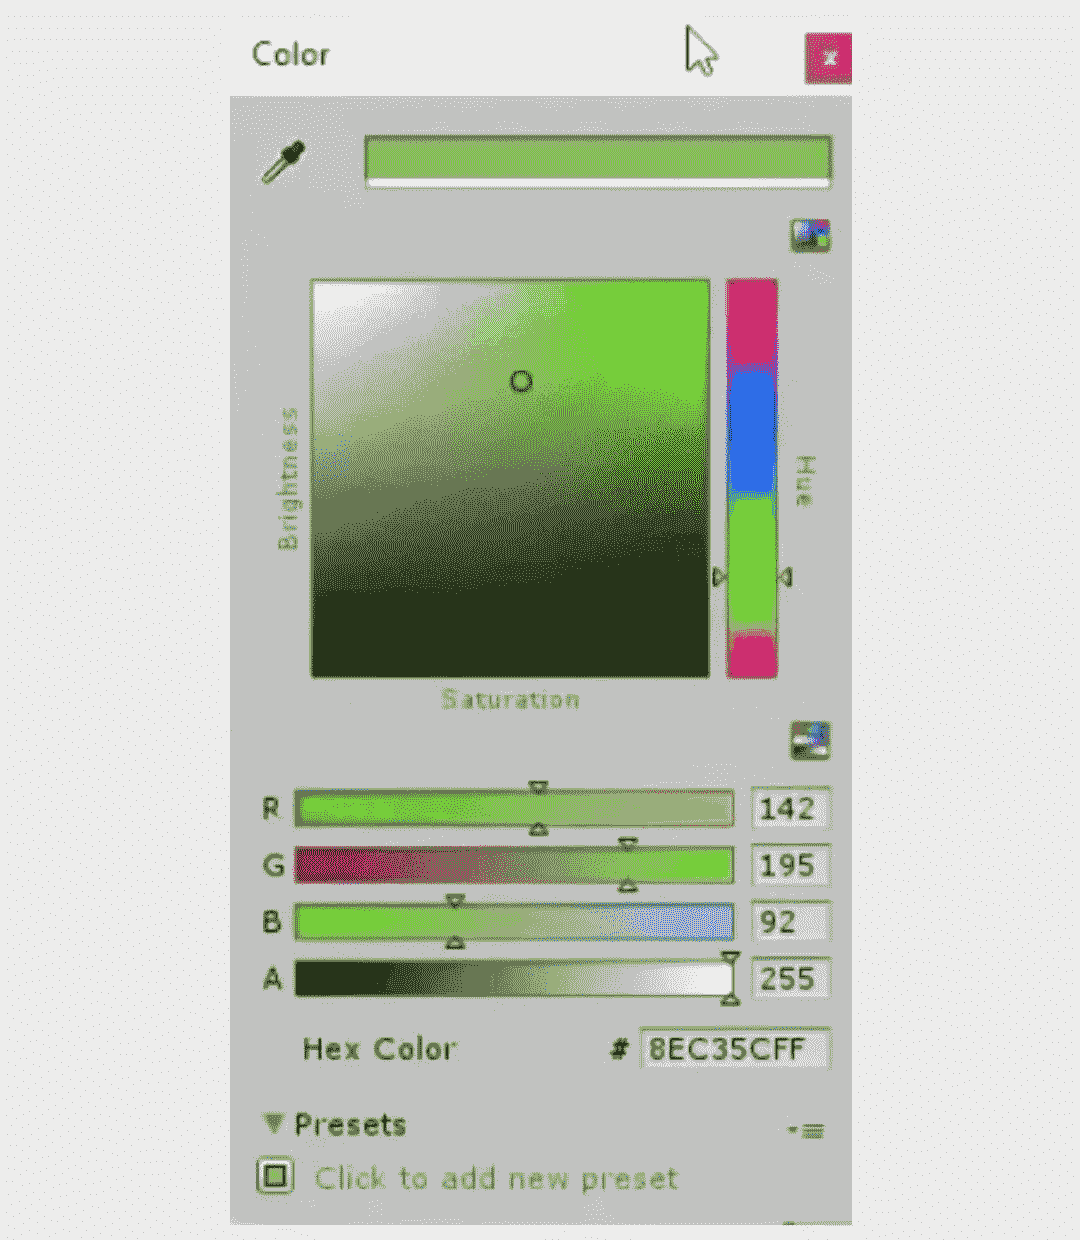 Color
x
Brightness
Hue
Saturation
R 142
G 195
B 92
A 255
Hex Color # 8EC35CFF
Presets
Click to add new preset